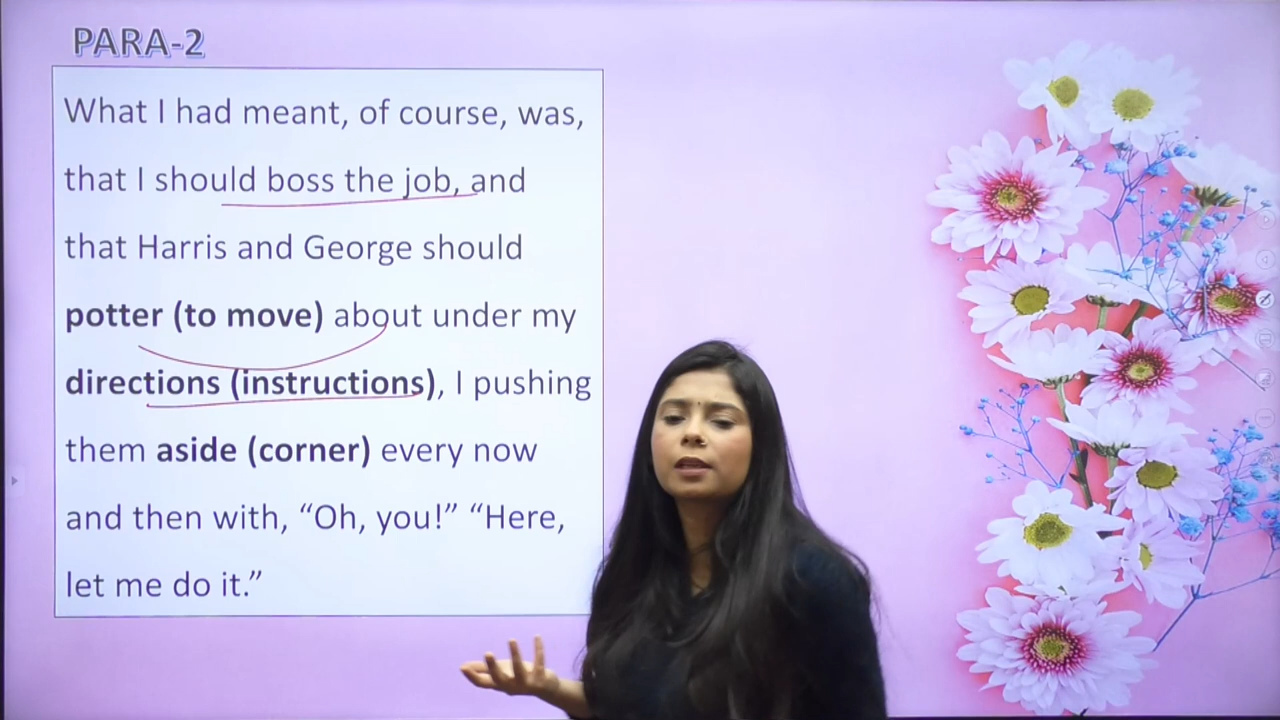 PARA-2
What I had meant, of course, was,
that I should boss the job, and
that Harris and George should
potter (to move) about under my
directions (instructions), I pushing
them aside (corner) every now
and then with, “Oh, you!” “Here,
let me do it.”